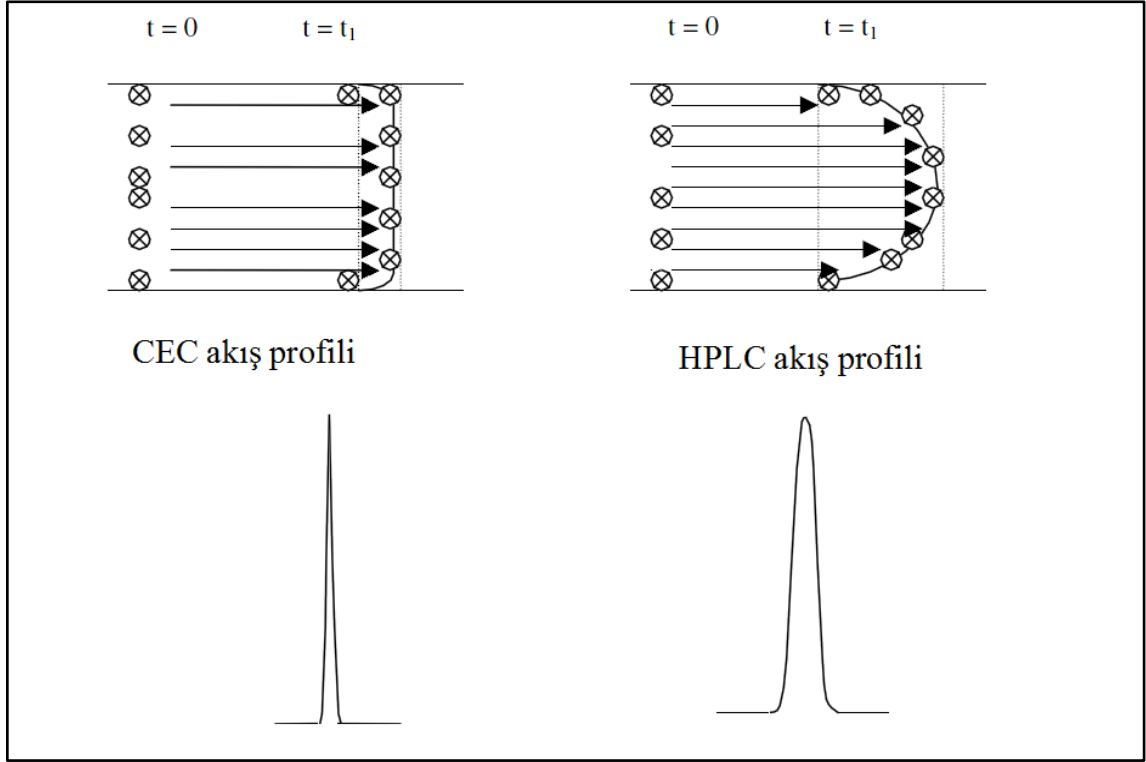 t = 0 t = t₁ t = 0 t = t₁
CEC akış profili HPLC akış profili